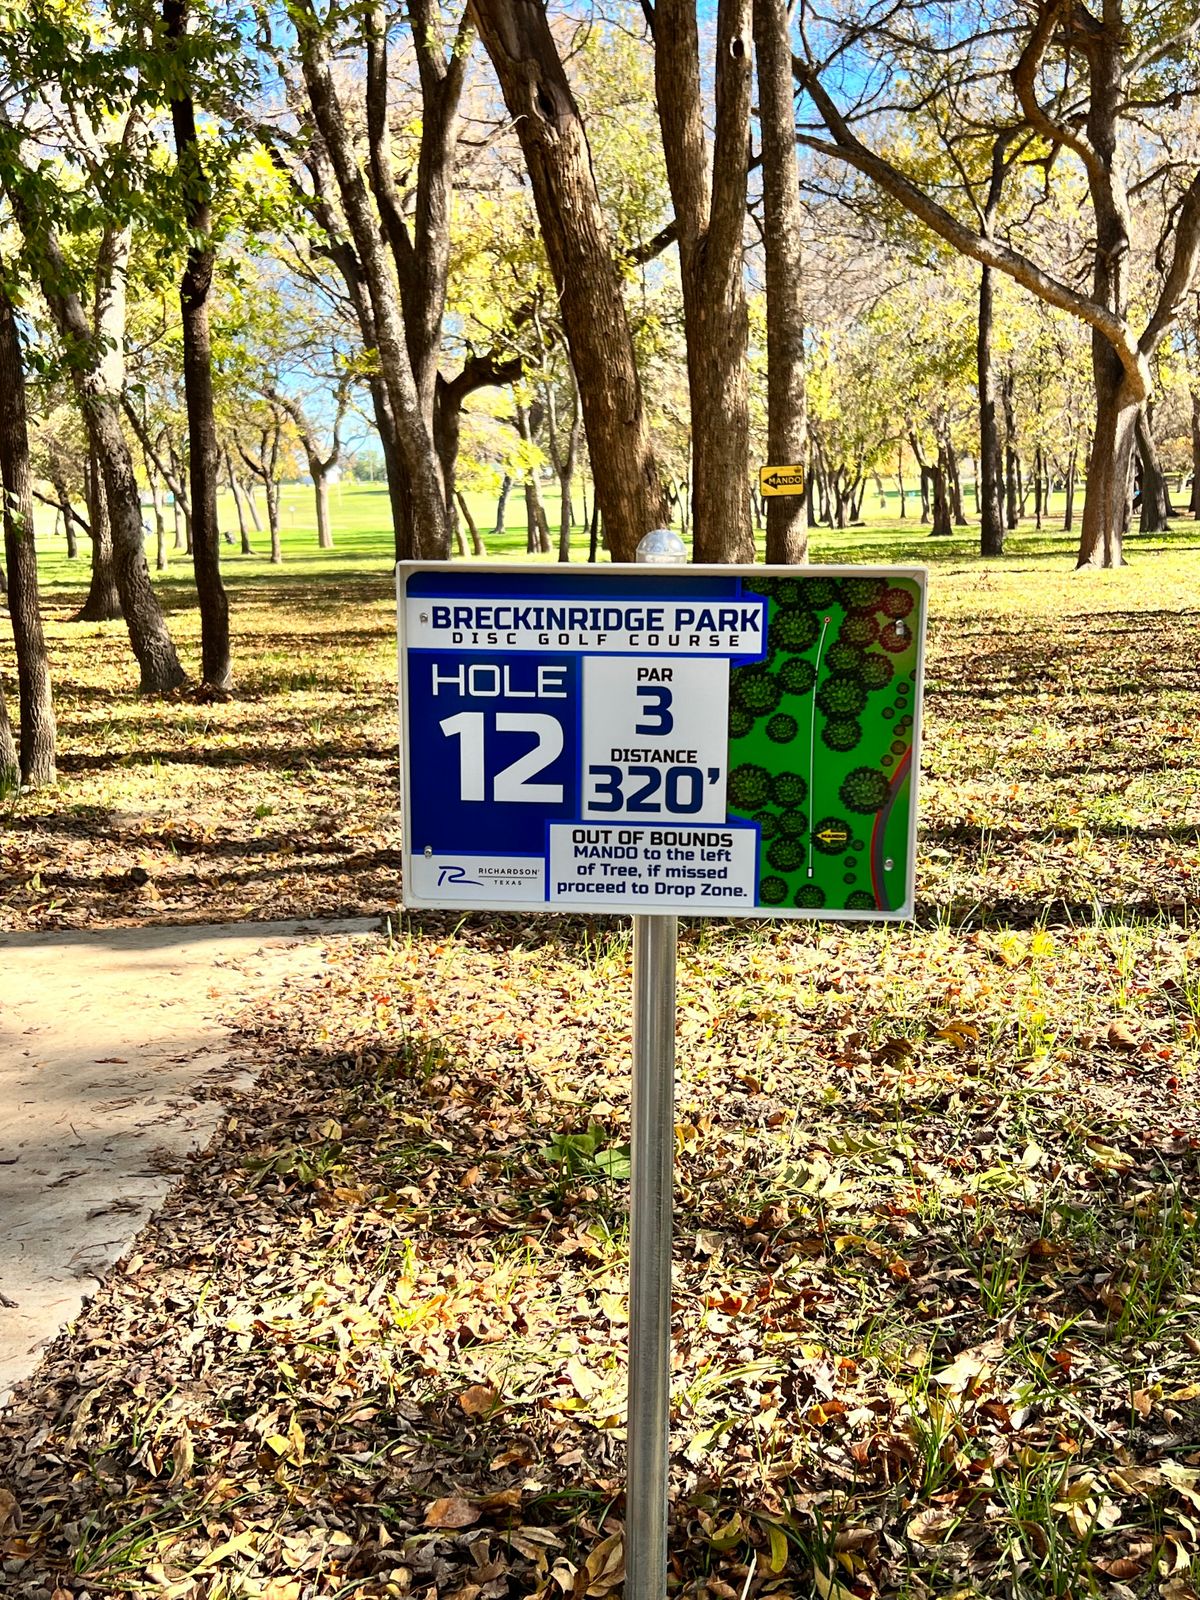 MANDO
BRECKINRIDGE PARK
DISC GOLF COURSE
HOLE
12
PAR
3
DISTANCE
320’
OUT OF BOUNDS
MANDO to the left
of Tree, if missed
proceed to Drop Zone.
RICHARDSON
TEXAS
MANDO